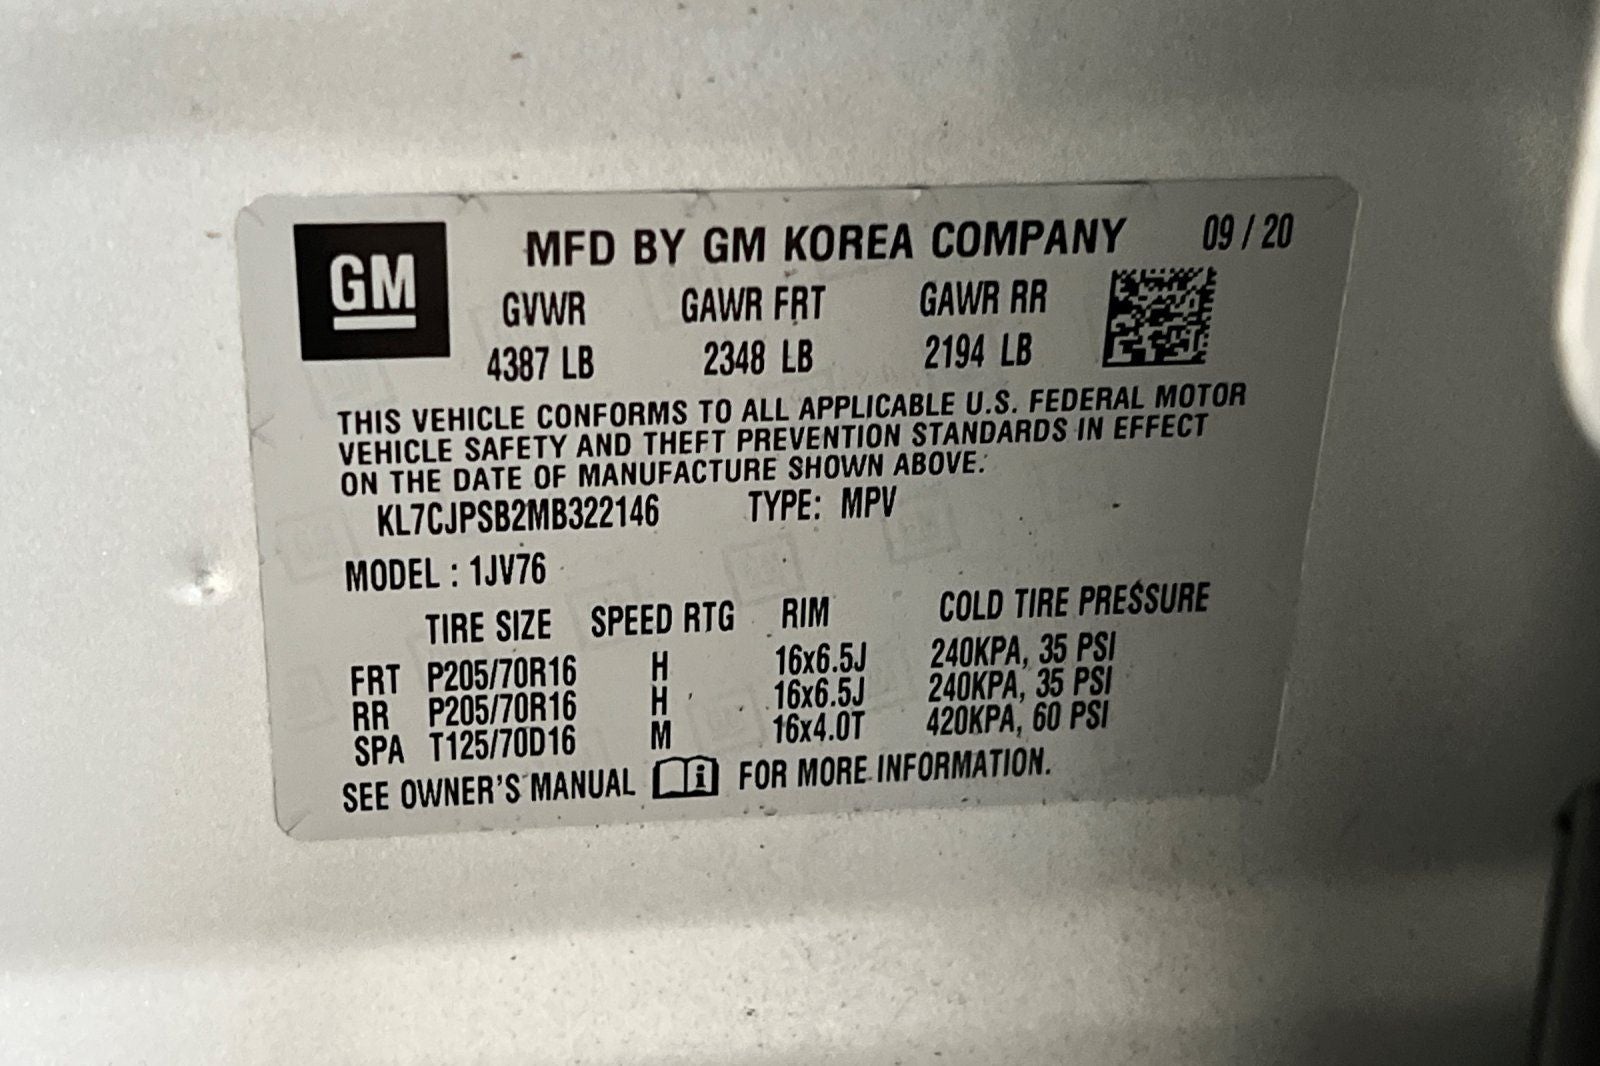 GM
MFD BY GM KOREA COMPANY 09 / 20
GVWR GAWR FRT GAWR RR
4387 LB 2348 LB 2194 LB
THIS VEHICLE CONFORMS TO ALL APPLICABLE U.S. FEDERAL MOTOR
VEHICLE SAFETY AND THEFT PREVENTION STANDARDS IN EFFECT
ON THE DATE OF MANUFACTURE SHOWN ABOVE.
KL7CJPSB2MB322146 TYPE: MPV
MODEL : 1JV76
TIRE SIZE SPEED RTG RIM COLD TIRE PRESSURE
FRT P205/70R16 H 16x6.5J 240KPA, 35 PSI
RR P205/70R16 H 16x6.5J 240KPA, 35 PSI
SPA T125/70D16 M 16x4.0T 420KPA, 60 PSI
SEE OWNER'S MANUAL i FOR MORE INFORMATION.